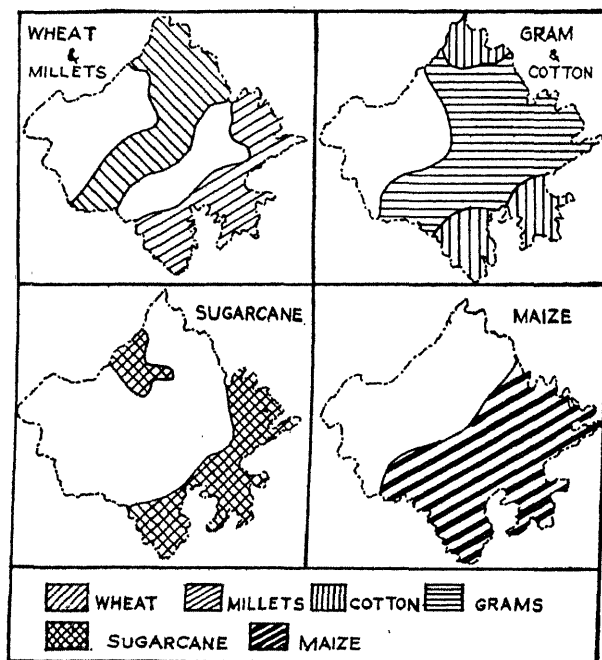 WHEAT
&
MILLETS
GRAM
&
COTTON
SUGARCANE
MAIZE
WHEAT MILLETS COTTON GRAMS
SUGARCANE MAIZE